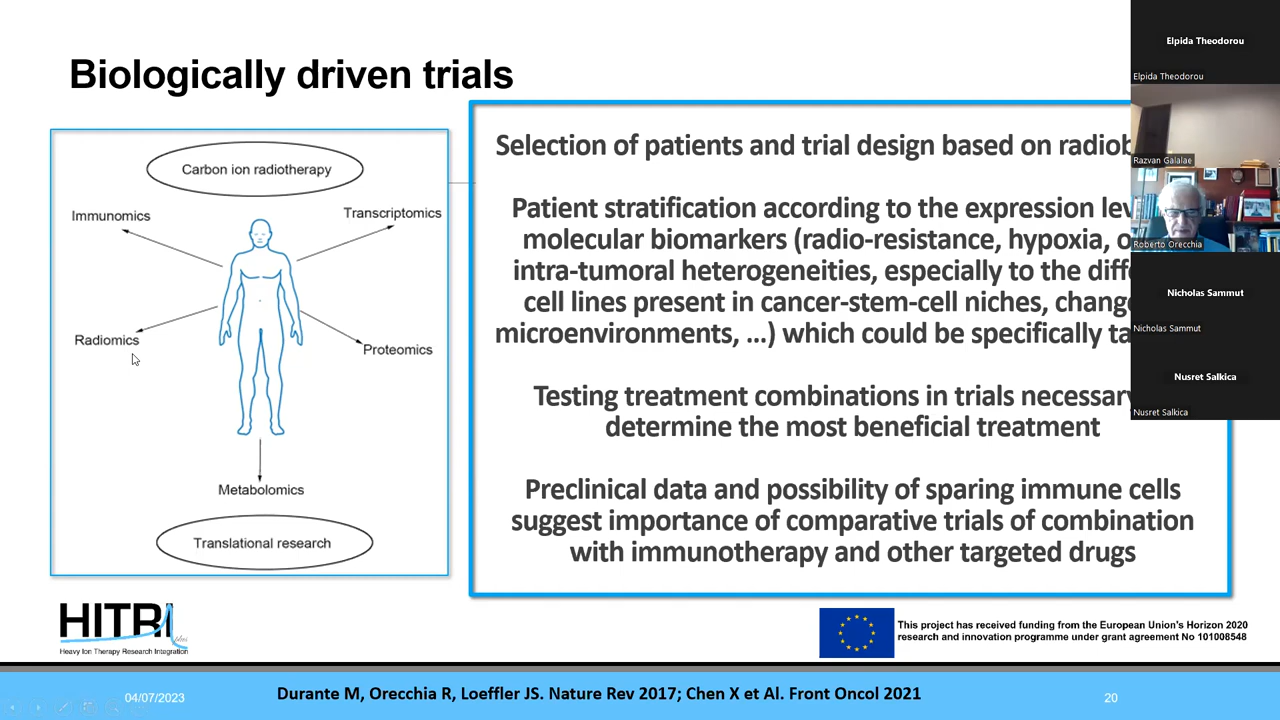 Biologically driven trials
Carbon ion radiotherapy
Immunomics
Transcriptomics
Radiomics
Proteomics
Metabolomics
Translational research
Selection of patients and trial design based on
Patient stratification according to the expression
molecular biomarkers (radio-resistance, hypoxia,
intra-tumoral heterogeneities, especially to the
cell lines present in cancer-stem-cell niches,
microenvironments, ...) which could be specifically
Testing treatment combinations in trials necessary
determine the most beneficial treatment
Preclinical data and possibility of sparing immune cells
suggest importance of comparative trials of combination
with immunotherapy and other targeted drugs
Elpida Theodorou
Elpida Theodorou
Razvan Galalae
Roberto Orecchia
Nicholas Sammut
Nicholas Sammut
Nusret Salkica
Nusret Salkica
HITRI plus
Heavy Ion Therapy Research Integration
This project has received funding from the European Union's Horizon 2020
research and innovation programme under grant agreement No 101008548
04/07/2023
Durante M, Orecchia R, Loeffler JS. Nature Rev 2017; Chen X et Al. Front Oncol 2021
20